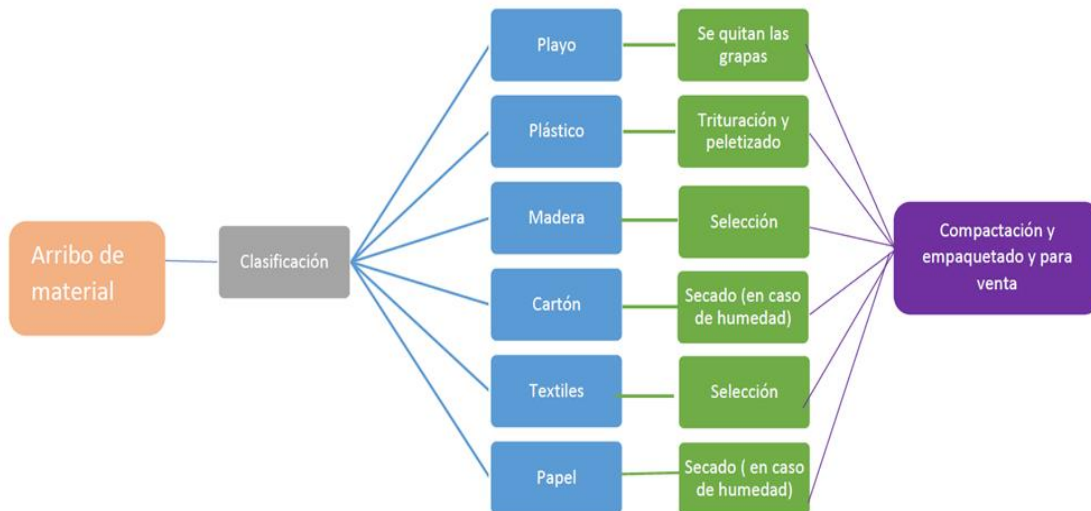 Arribo de
material
Clasificación
Playo
Se quitan las
grapas
Plástico
Trituración y
peletizado
Madera
Selección
Cartón
Secado (en caso
de humedad)
Textiles
Selección
Papel
Secado ( en caso
de humedad)
Compactación y
empaquetado y para
venta